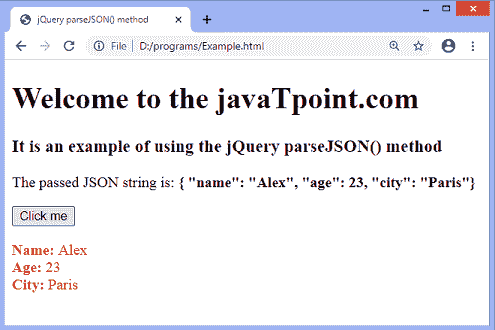 jQuery parseJSON() method
File | D:/programs/Example.html
Welcome to the javaTpoint.com
It is an example of using the jQuery parseJSON() method
The passed JSON string is: { "name": "Alex", "age": 23, "city": "Paris"}
Click me
Name: Alex
Age: 23
City: Paris